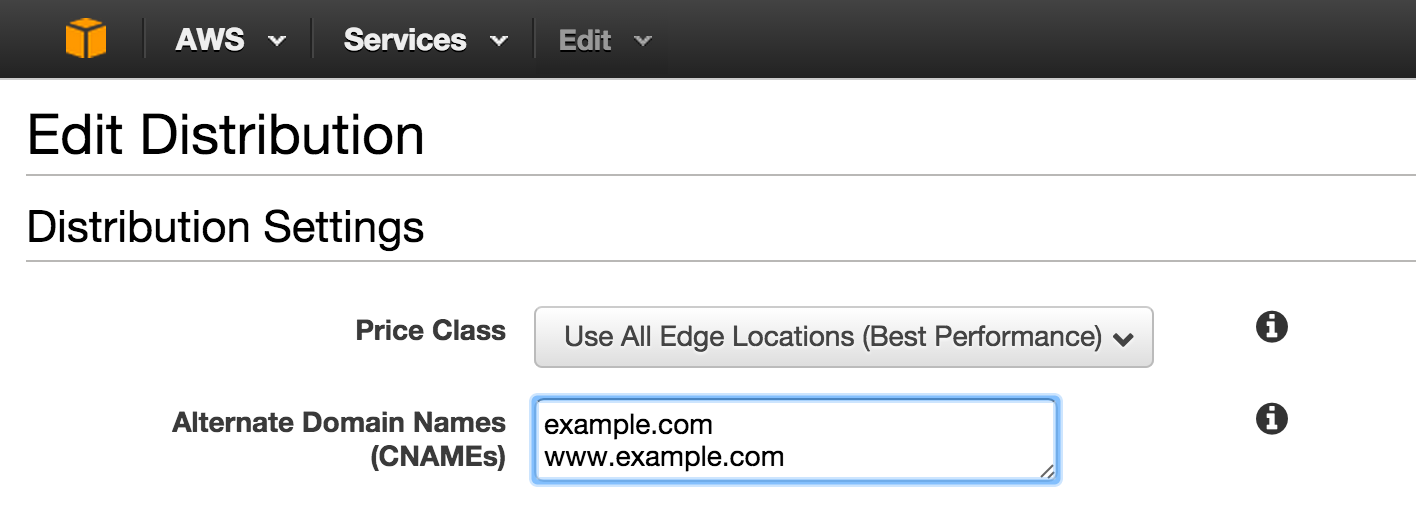 AWS Services Edit
Edit Distribution
Distribution Settings
Price Class Use All Edge Locations (Best Performance)
Alternate Domain Names
(CNAMEs)
example.com
www.example.com